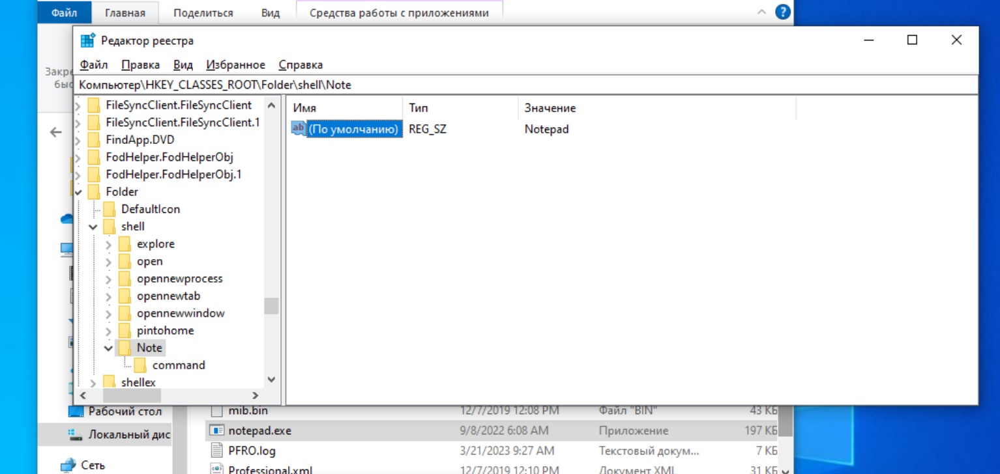 Файл Главная Поделиться Вид Средства работы с приложениями
Редактор реестра
Файл Правка Вид Избранное Справка
Компьютер\HKEY_CLASSES_ROOT\Folder\shell\Note
Имя Тип Значение
(По умолчанию) REG_SZ Notepad
FileSyncClient.FileSyncClient
FileSyncClient.FileSyncClient.1
FindApp.DVD
FodHelper.FodHelperObj
FodHelper.FodHelperObj.1
Folder
DefaultIcon
shell
explore
open
opennewprocess
opennewtab
opennewwindow
pintohome
Note
command
shellex
Рабочий стол
Локальный дис
Сеть
mib.bin 12/7/2019 12:08 PM Файл "BIN" 43 КБ
notepad.exe 9/8/2022 6:08 AM Приложение 197 КБ
PFRO.log 3/21/2023 9:27 AM Текстовый докум... 7 КБ
Professional.xml 12/7/2019 12:10 PM Документ XML 31 КБ